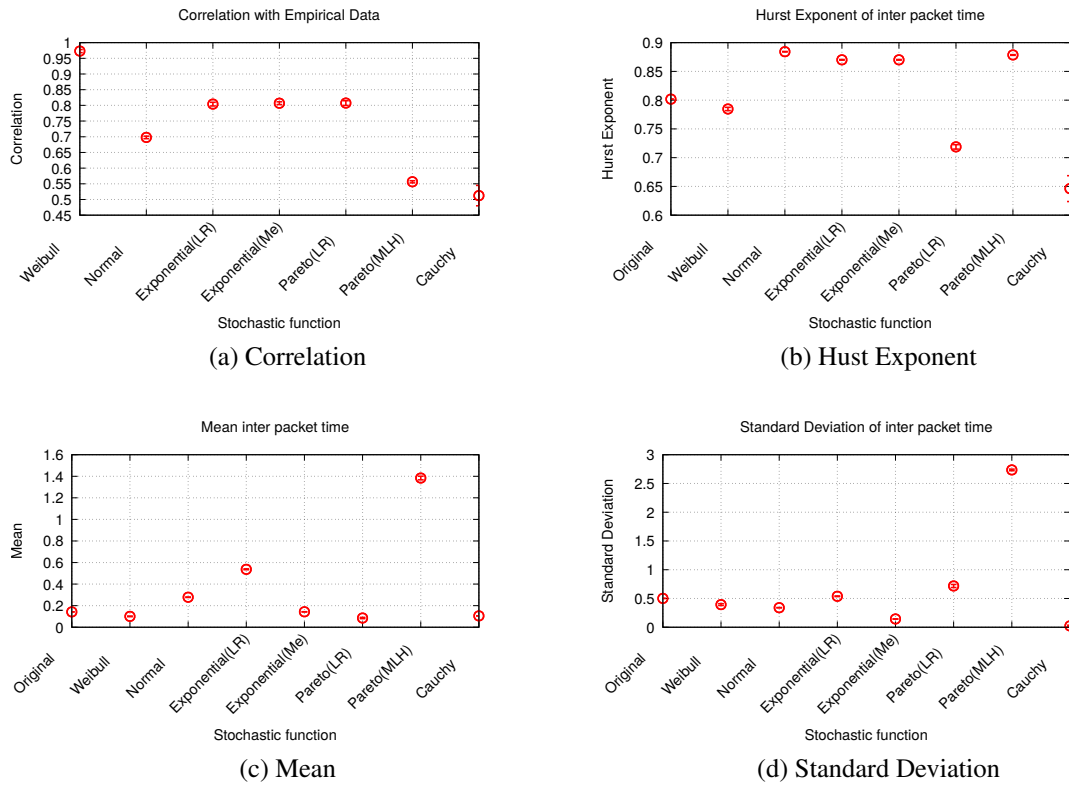 Correlation with Empirical Data
1
0.95
0.9
0.85
0.8
0.75
0.7
0.65
0.6
0.55
0.5
0.45
Correlation
Weibull
Normal
Exponential(LR)
Exponential(Me)
Pareto(LR)
Pareto(MLH)
Cauchy
Stochastic function
(a) Correlation
Hurst Exponent of inter packet time
0.9
0.85
0.8
0.75
0.7
0.65
0.6
Hurst Exponent
Original
Weibull
Normal
Exponential(LR)
Exponential(Me)
Pareto(LR)
Pareto(MLH)
Cauchy
Stochastic function
(b) Hust Exponent
Mean inter packet time
1.6
1.4
1.2
1
0.8
0.6
0.4
0.2
0
Mean
Original
Weibull
Normal
Exponential(LR)
Exponential(Me)
Pareto(LR)
Pareto(MLH)
Cauchy
Stochastic function
(c) Mean
Standard Deviation of inter packet time
3
2.5
2
1.5
1
0.5
0
Standard Deviation
Original
Weibull
Normal
Exponential(LR)
Exponential(Me)
Pareto(LR)
Pareto(MLH)
Cauchy
Stochastic function
(d) Standard Deviation